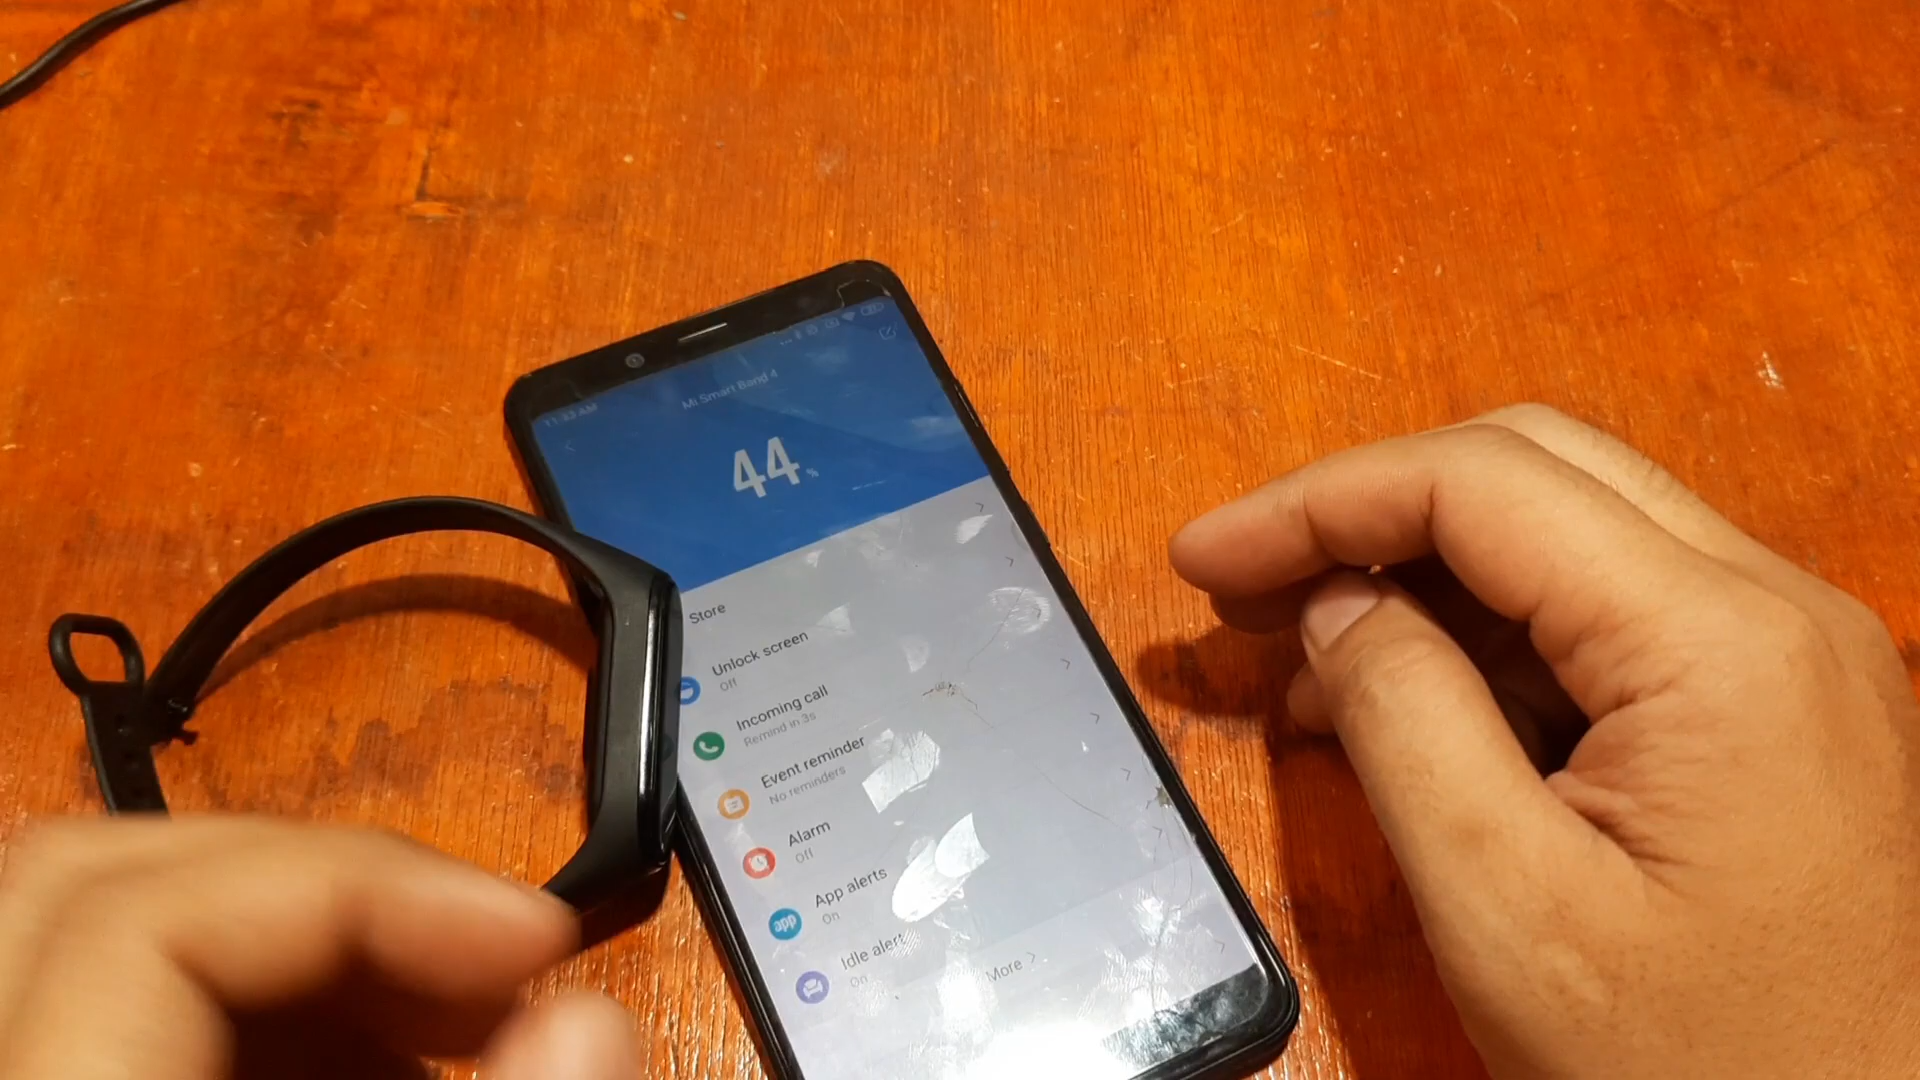 11:33 AM
Mi Smart Band 4
44 %
Store
Unlock screen
Off
Incoming call
Remind in 3s
Event reminder
No reminders
Alarm
Off
app
App alerts
On
Idle alert
On
More